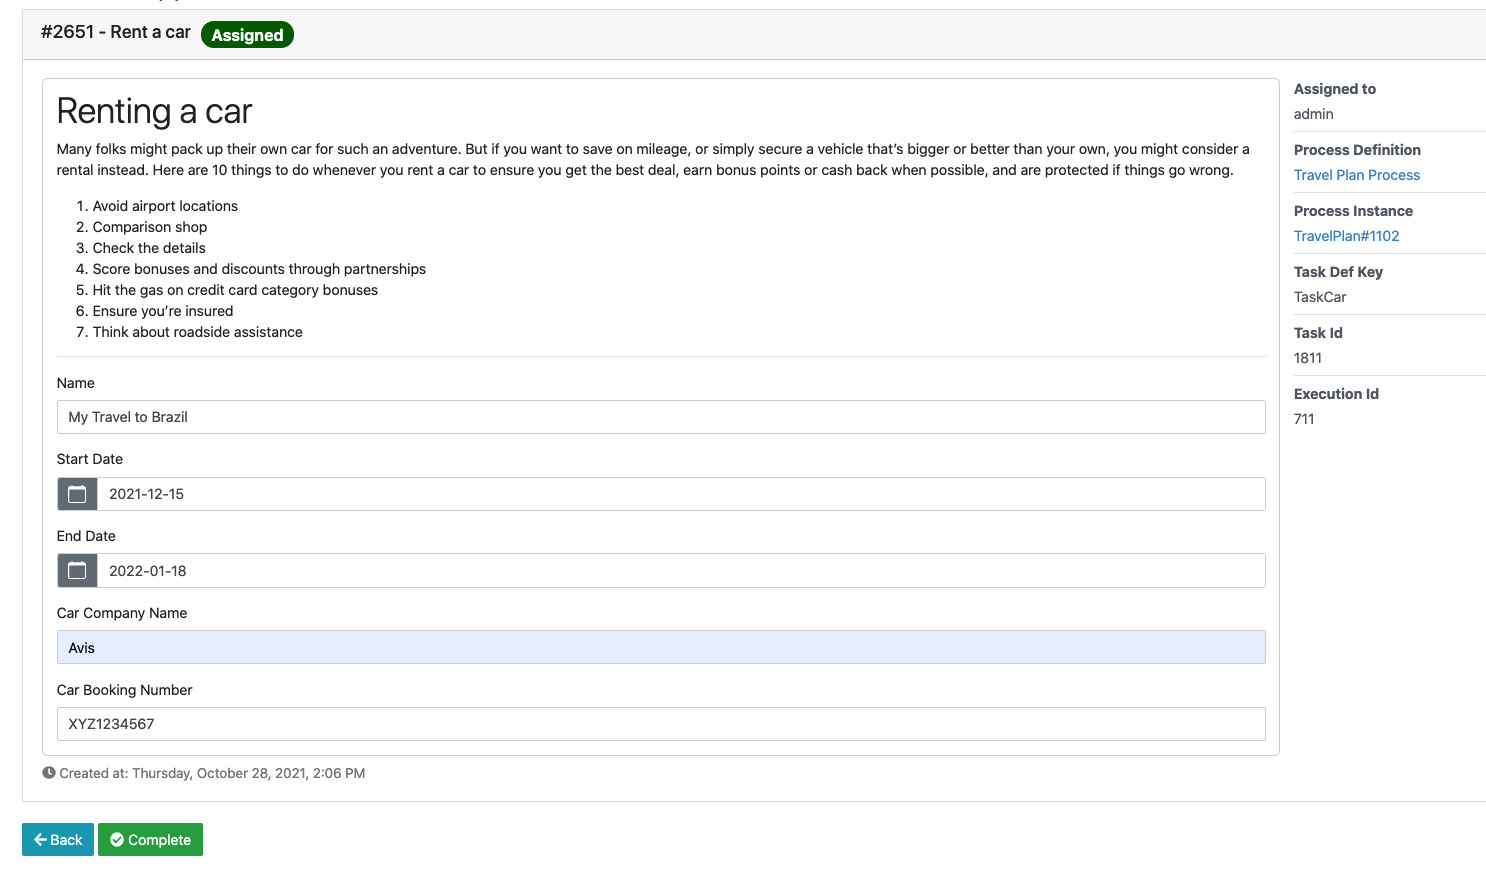 #2651 - Rent a car Assigned
Renting a car
Many folks might pack up their own car for such an adventure. But if you want to save on mileage, or simply secure a vehicle that’s bigger or better than your own, you might consider a
rental instead. Here are 10 things to do whenever you rent a car to ensure you get the best deal, earn bonus points or cash back when possible, and are protected if things go wrong.
1. Avoid airport locations
2. Comparison shop
3. Check the details
4. Score bonuses and discounts through partnerships
5. Hit the gas on credit card category bonuses
6. Ensure you’re insured
7. Think about roadside assistance
Name
My Travel to Brazil
Start Date
2021-12-15
End Date
2022-01-18
Car Company Name
Avis
Car Booking Number
XYZ1234567
Created at: Thursday, October 28, 2021, 2:06 PM
Assigned to
admin
Process Definition
Travel Plan Process
Process Instance
TravelPlan#1102
Task Def Key
TaskCar
Task Id
1811
Execution Id
711
Back
Complete